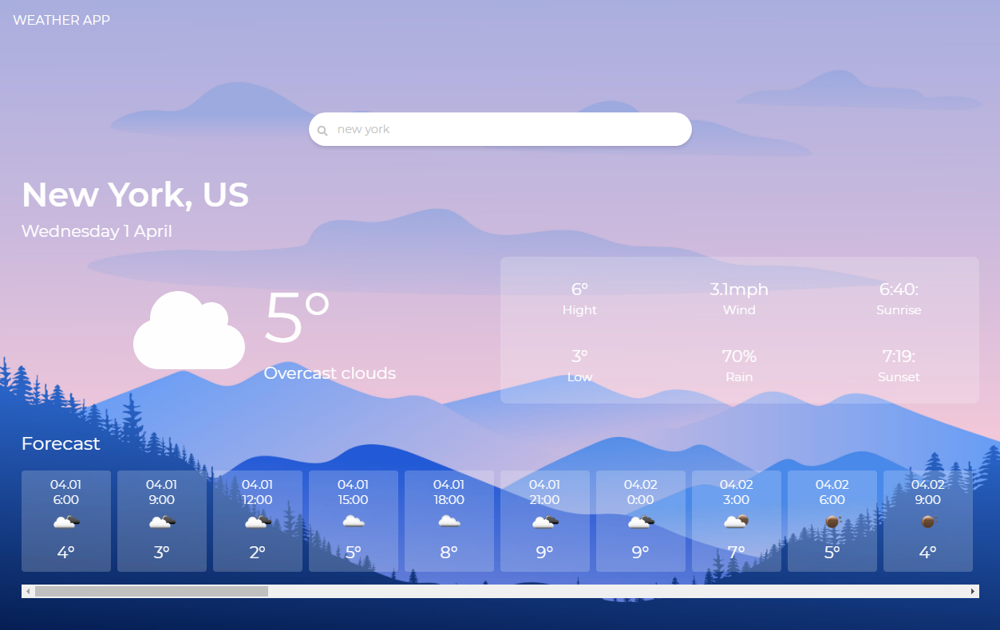 WEATHER APP
new york
New York, US
Wednesday 1 April
5°
Overcast clouds
6° 3.1mph 6:40:
Hight Wind Sunrise
3° 70% 7:19:
Low Rain Sunset
Forecast
04.01 04.01 04.01 04.01 04.01 04.01 04.02 04.02 04.02 04.02
6:00 9:00 12:00 15:00 18:00 21:00 0:00 3:00 6:00 9:00
4° 3° 2° 5° 8° 9° 9° 7° 5° 4°